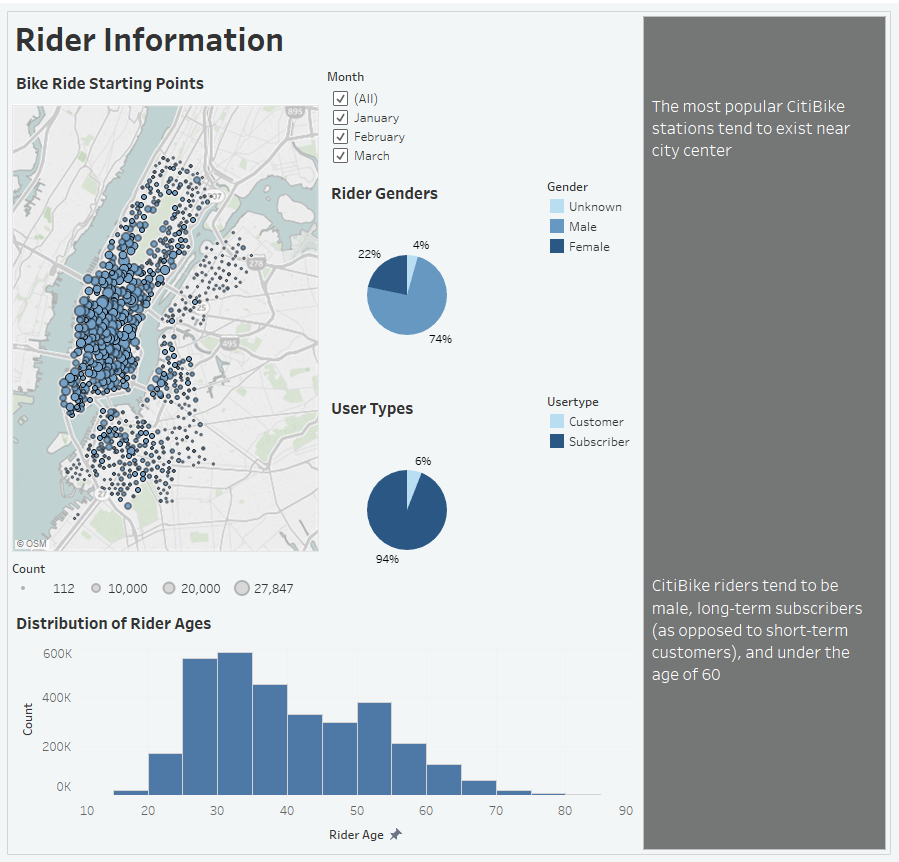 Rider Information
Bike Ride Starting Points
Month
(All)
January
February
March
895
278
495
27
© OSM
Rider Genders
4%
22%
74%
Gender
Unknown
Male
Female
User Types
6%
94%
Usertype
Customer
Subscriber
Count
112
10,000
20,000
27,847
Distribution of Rider Ages
600K
400K
200K
0K
Count
10 20 30 40 50 60 70 80 90
Rider Age
The most popular CitiBike
stations tend to exist near
city center
CitiBike riders tend to be
male, long-term subscribers
(as opposed to short-term
customers), and under the
age of 60